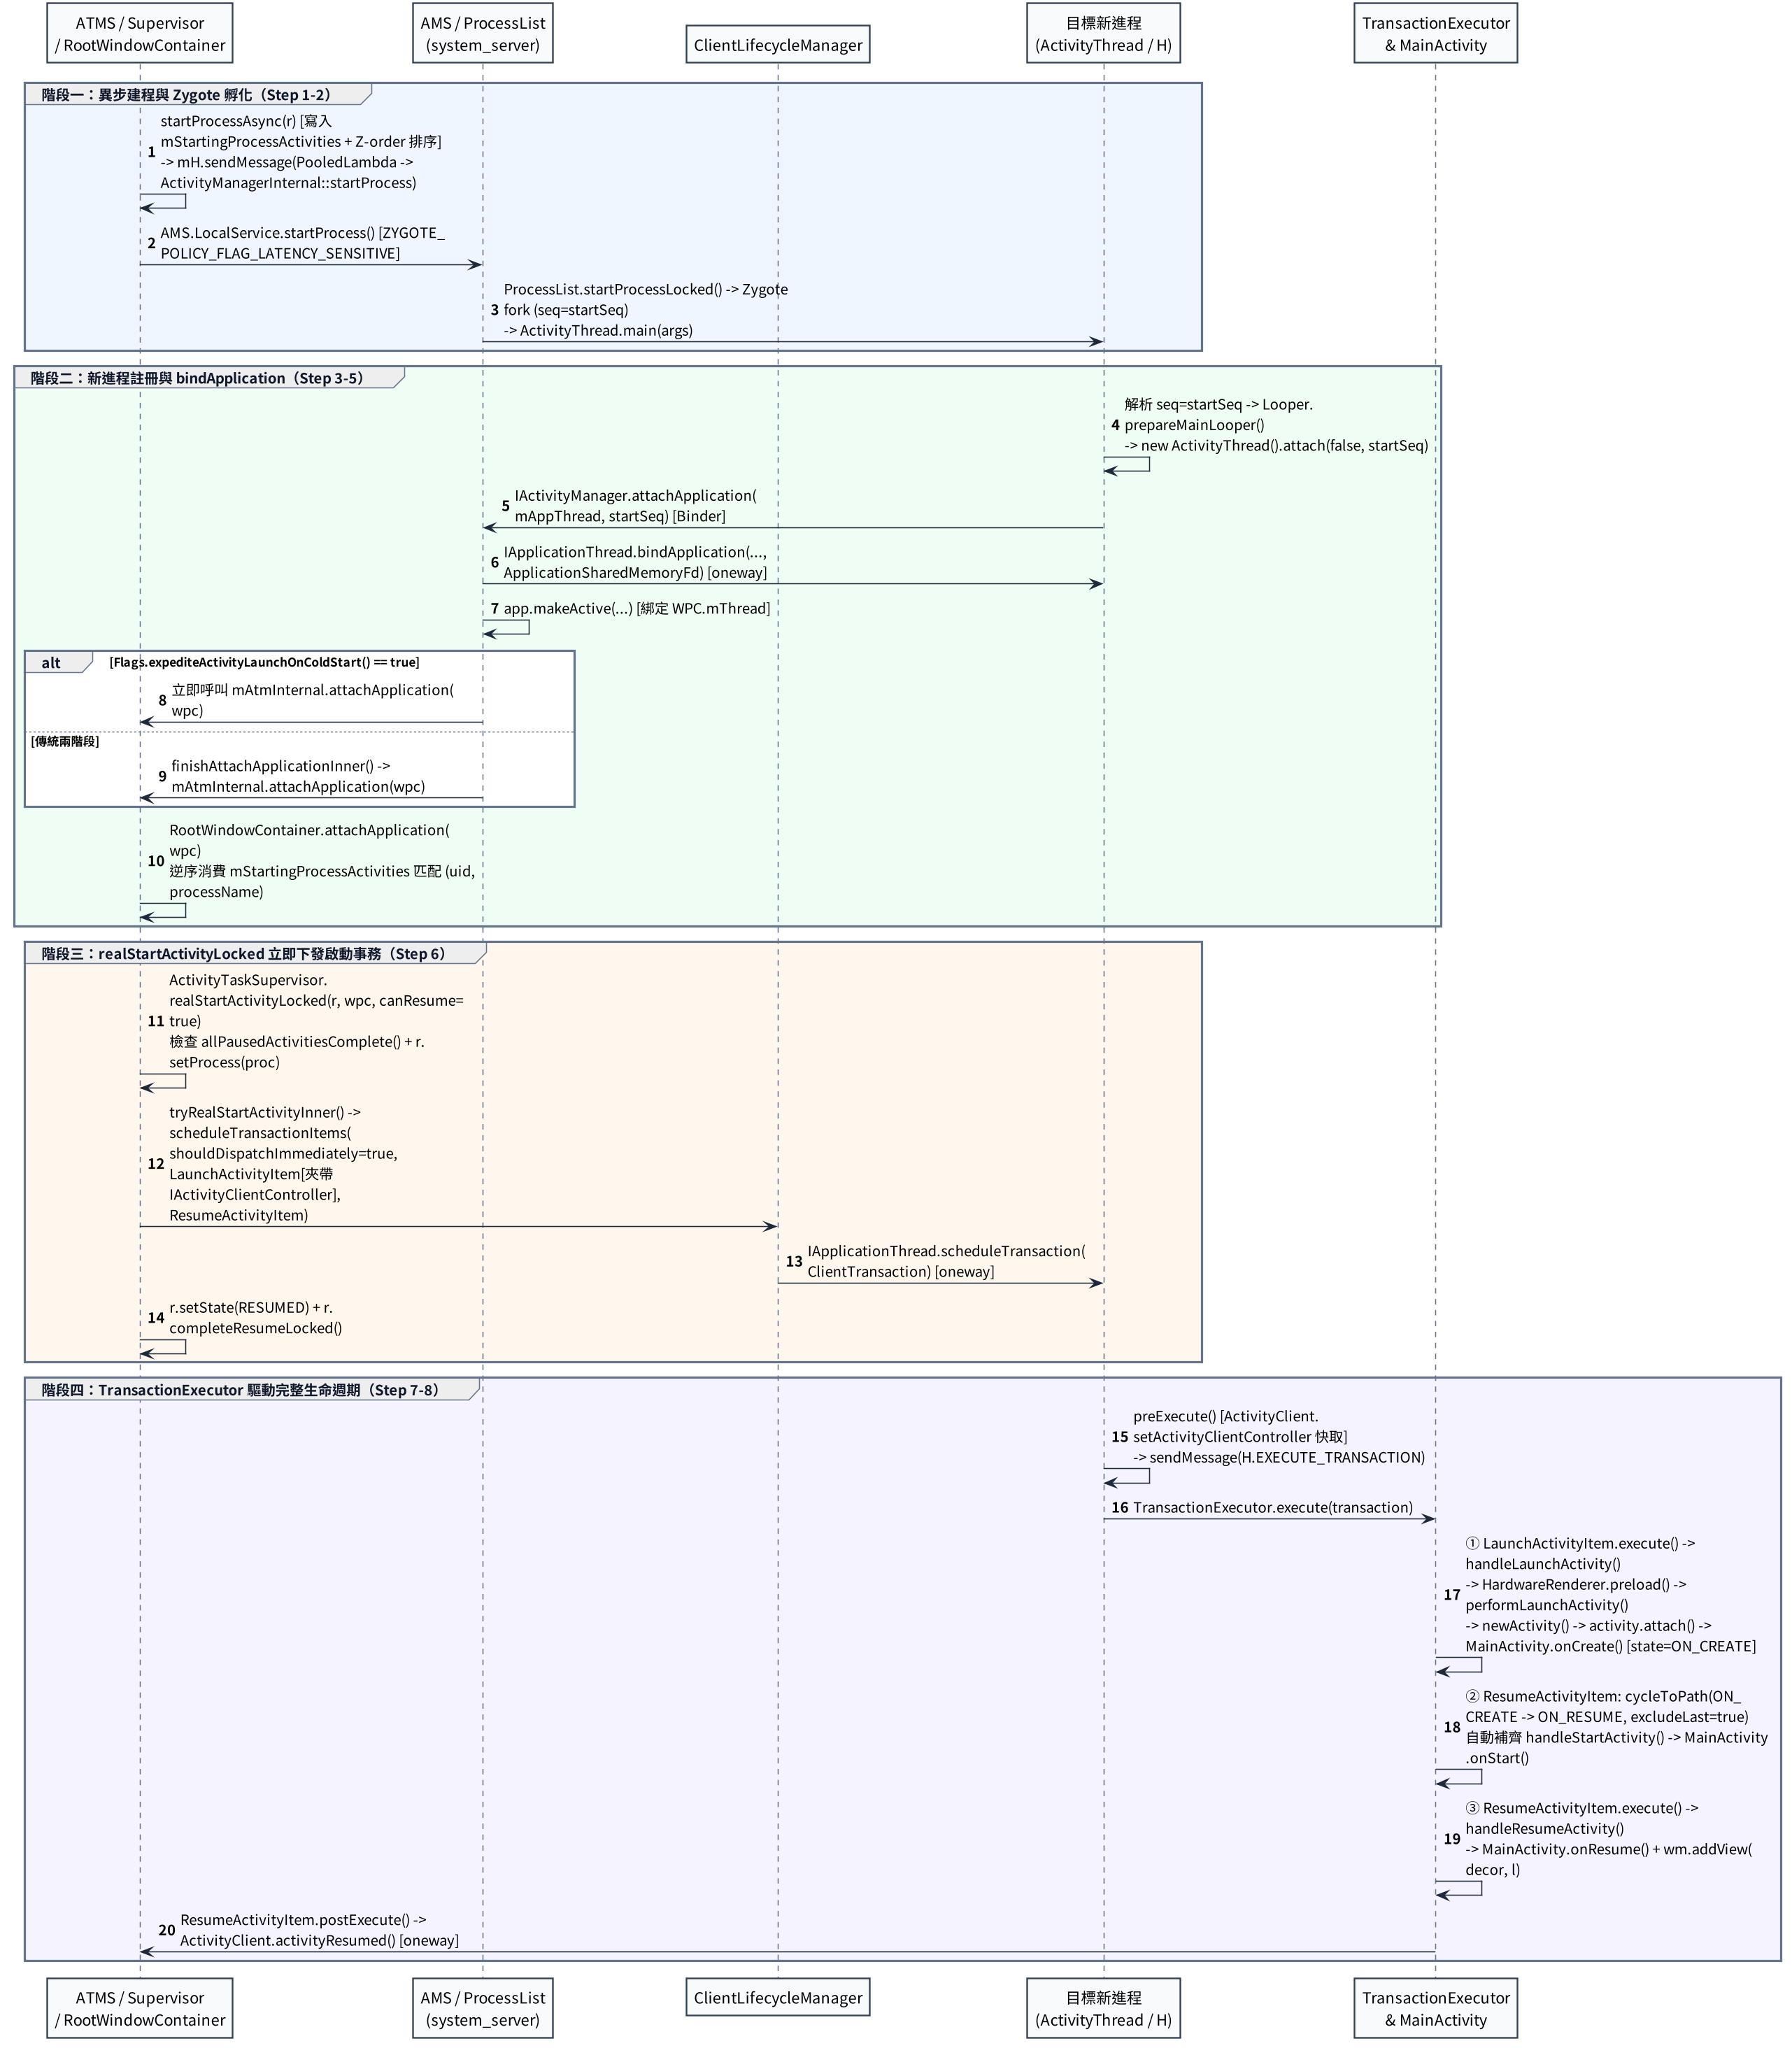 ATMS / Supervisor
/ RootWindowContainer
AMS / ProcessList
(system_server)
ClientLifecycleManager
目標新進程
(ActivityThread / H)
TransactionExecutor
& MainActivity
階段一：異步建程與 Zygote 孵化（Step 1-2）
1
startProcessAsync(r) [寫入
mStartingProcessActivities + Z-order 排序]
-> mH.sendMessage(PooledLambda ->
ActivityManagerInternal::startProcess)
2
AMS.LocalService.startProcess() [ZYGOTE_
POLICY_FLAG_LATENCY_SENSITIVE]
3
ProcessList.startProcessLocked() -> Zygote
fork (seq=startSeq)
-> ActivityThread.main(args)
階段二：新進程註冊與 bindApplication（Step 3-5）
4
解析 seq=startSeq -> Looper.
prepareMainLooper()
-> new ActivityThread().attach(false, startSeq)
5
IActivityManager.attachApplication(
mAppThread, startSeq) [Binder]
6
IApplicationThread.bindApplication(...,
ApplicationSharedMemoryFd) [oneway]
7 app.makeActive(...) [綁定 WPC.mThread]
alt [Flags.expediteActivityLaunchOnColdStart() == true]
8
立即呼叫 mAtmInternal.attachApplication(
wpc)
[傳統兩階段]
9
finishAttachApplicationInner() ->
mAtmInternal.attachApplication(wpc)
10
RootWindowContainer.attachApplication(
wpc)
逆序消費 mStartingProcessActivities 匹配 (uid,
processName)
階段三：realStartActivityLocked 立即下發啟動事務（Step 6）
11
ActivityTaskSupervisor.
realStartActivityLocked(r, wpc, canResume=
true)
檢查 allPausedActivitiesComplete() + r.
setProcess(proc)
12
tryRealStartActivityInner() ->
scheduleTransactionItems(
shouldDispatchImmediately=true,
LaunchActivityItem[夾帶
IActivityClientController],
ResumeActivityItem)
13
IApplicationThread.scheduleTransaction(
ClientTransaction) [oneway]
14
r.setState(RESUMED) + r.
completeResumeLocked()
階段四：TransactionExecutor 驅動完整生命週期（Step 7-8）
15
preExecute() [ActivityClient.
setActivityClientController 快取]
-> sendMessage(H.EXECUTE_TRANSACTION)
16 TransactionExecutor.execute(transaction)
17
① LaunchActivityItem.execute() ->
handleLaunchActivity()
-> HardwareRenderer.preload() ->
performLaunchActivity()
-> newActivity() -> activity.attach() ->
MainActivity.onCreate() [state=ON_CREATE]
18
② ResumeActivityItem: cycleToPath(ON_
CREATE -> ON_RESUME, excludeLast=true)
自動補齊 handleStartActivity() -> MainActivity
.onStart()
19
③ ResumeActivityItem.execute() ->
handleResumeActivity()
-> MainActivity.onResume() + wm.addView(
decor, l)
20
ResumeActivityItem.postExecute() ->
ActivityClient.activityResumed() [oneway]
ATMS / Supervisor
/ RootWindowContainer
AMS / ProcessList
(system_server)
ClientLifecycleManager
目標新進程
(ActivityThread / H)
TransactionExecutor
& MainActivity